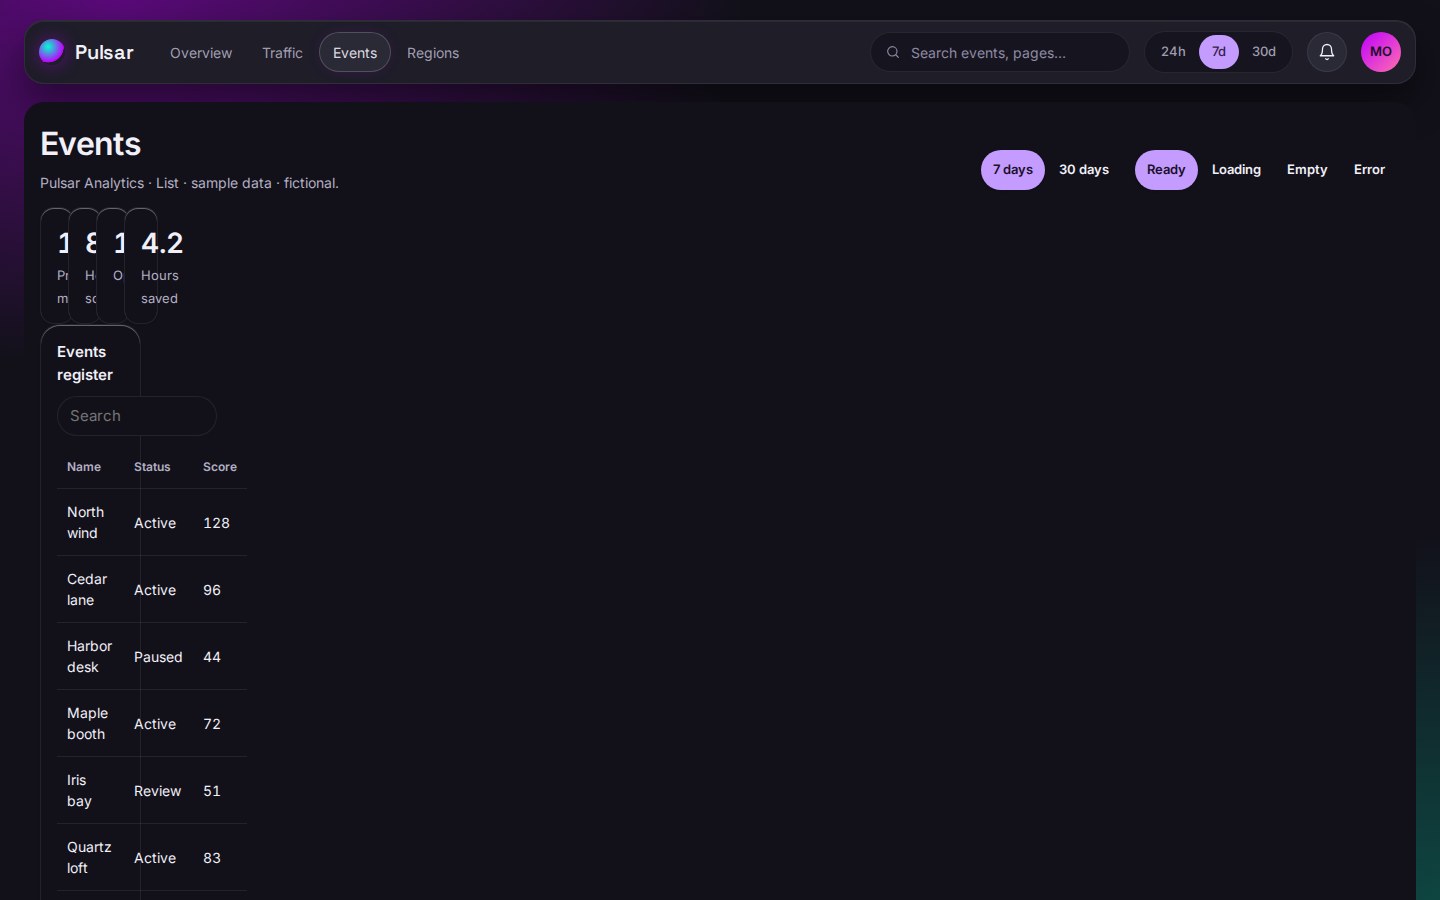 Pulsar
Overview
Traffic
Events
Regions
Search events, pages...
24h
7d
30d
MO
Events
Pulsar Analytics · List · sample data · fictional.
7 days
30 days
Ready
Loading
Empty
Error
4.2
Hours
saved
Events
register
Search
Name Status Score
North
wind
Active
128
Cedar
lane
Active
96
Harbor
desk
Paused
44
Maple
booth
Active
72
Iris
bay
Review
51
Quartz
loft
Active
83